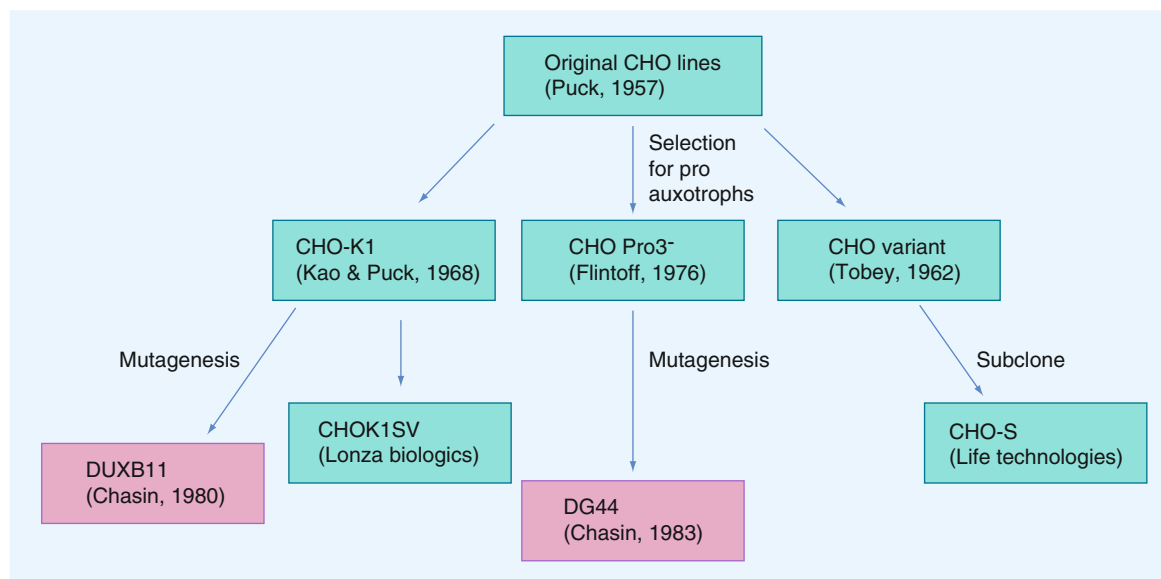 Original CHO lines
(Puck, 1957)
Selection
for pro
auxotrophs
CHO-K1
(Kao & Puck, 1968)
CHO Pro3-
(Flintoff, 1976)
CHO variant
(Tobey, 1962)
Mutagenesis
Mutagenesis
Subclone
CHOK1SV
(Lonza biologics)
CHO-S
(Life technologies)
DUXB11
(Chasin, 1980)
DG44
(Chasin, 1983)